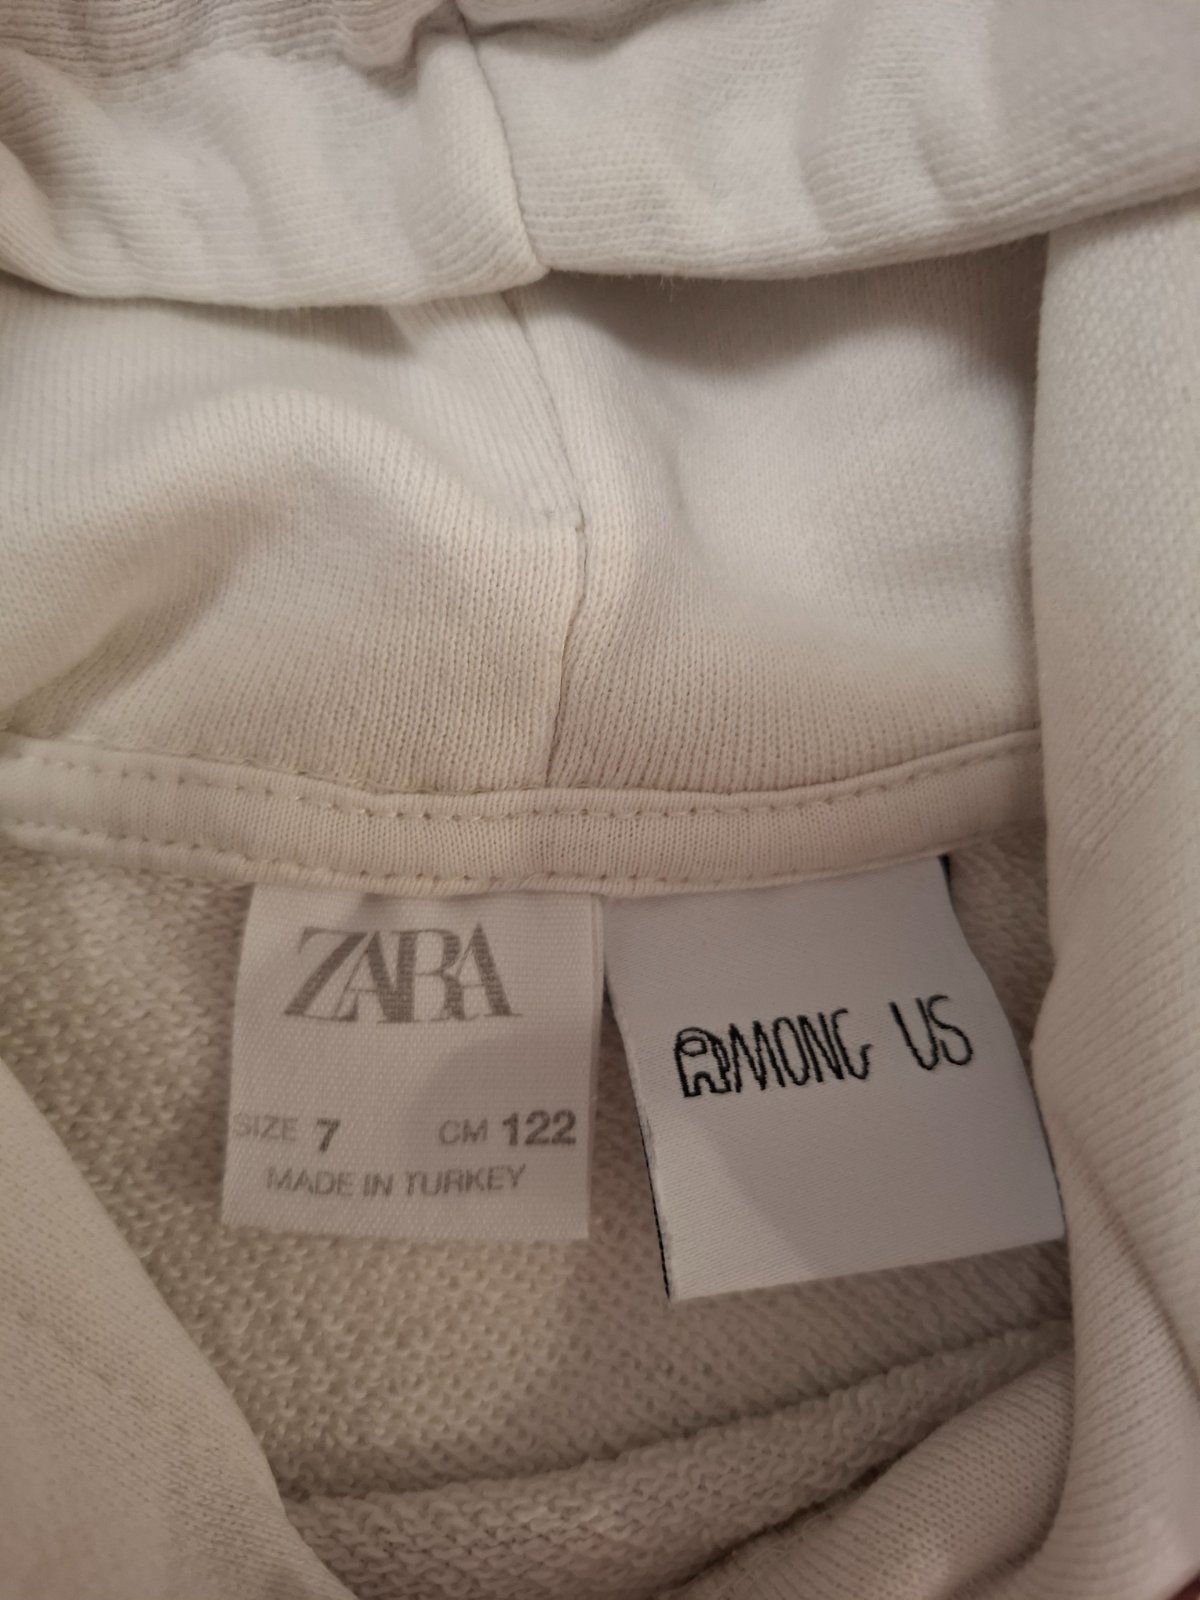 ZARA
SIZE 7 CM 122
MADE IN TURKEY
AMONG US